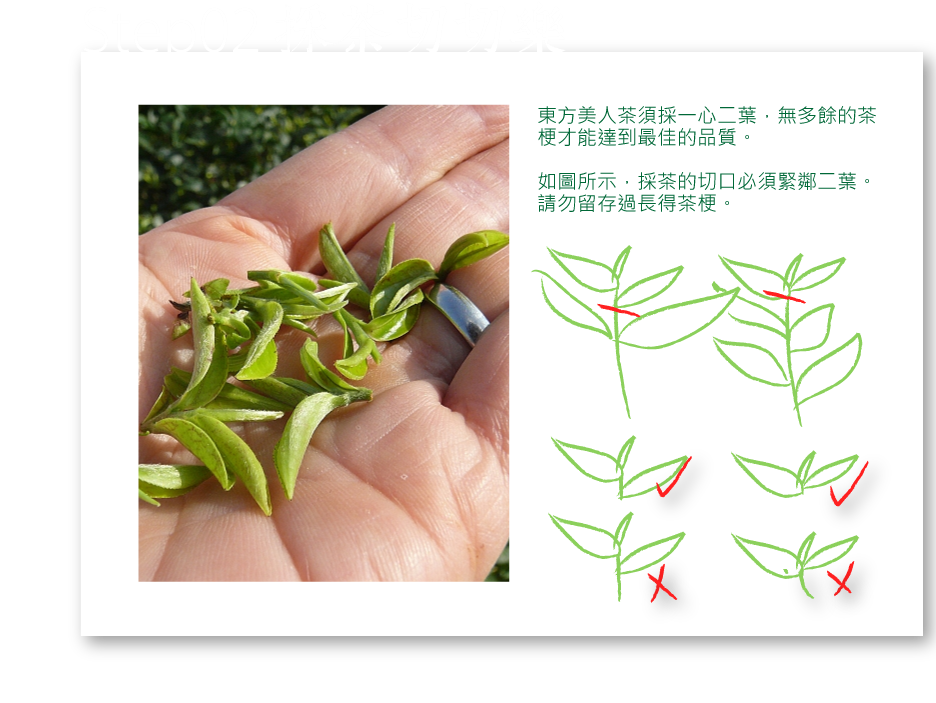 東方美人茶須採一心二葉，無多餘的茶
梗才能達到最佳的品質。
如圖所示，採茶的切口必須緊鄰二葉。
請勿留存過長得茶梗。